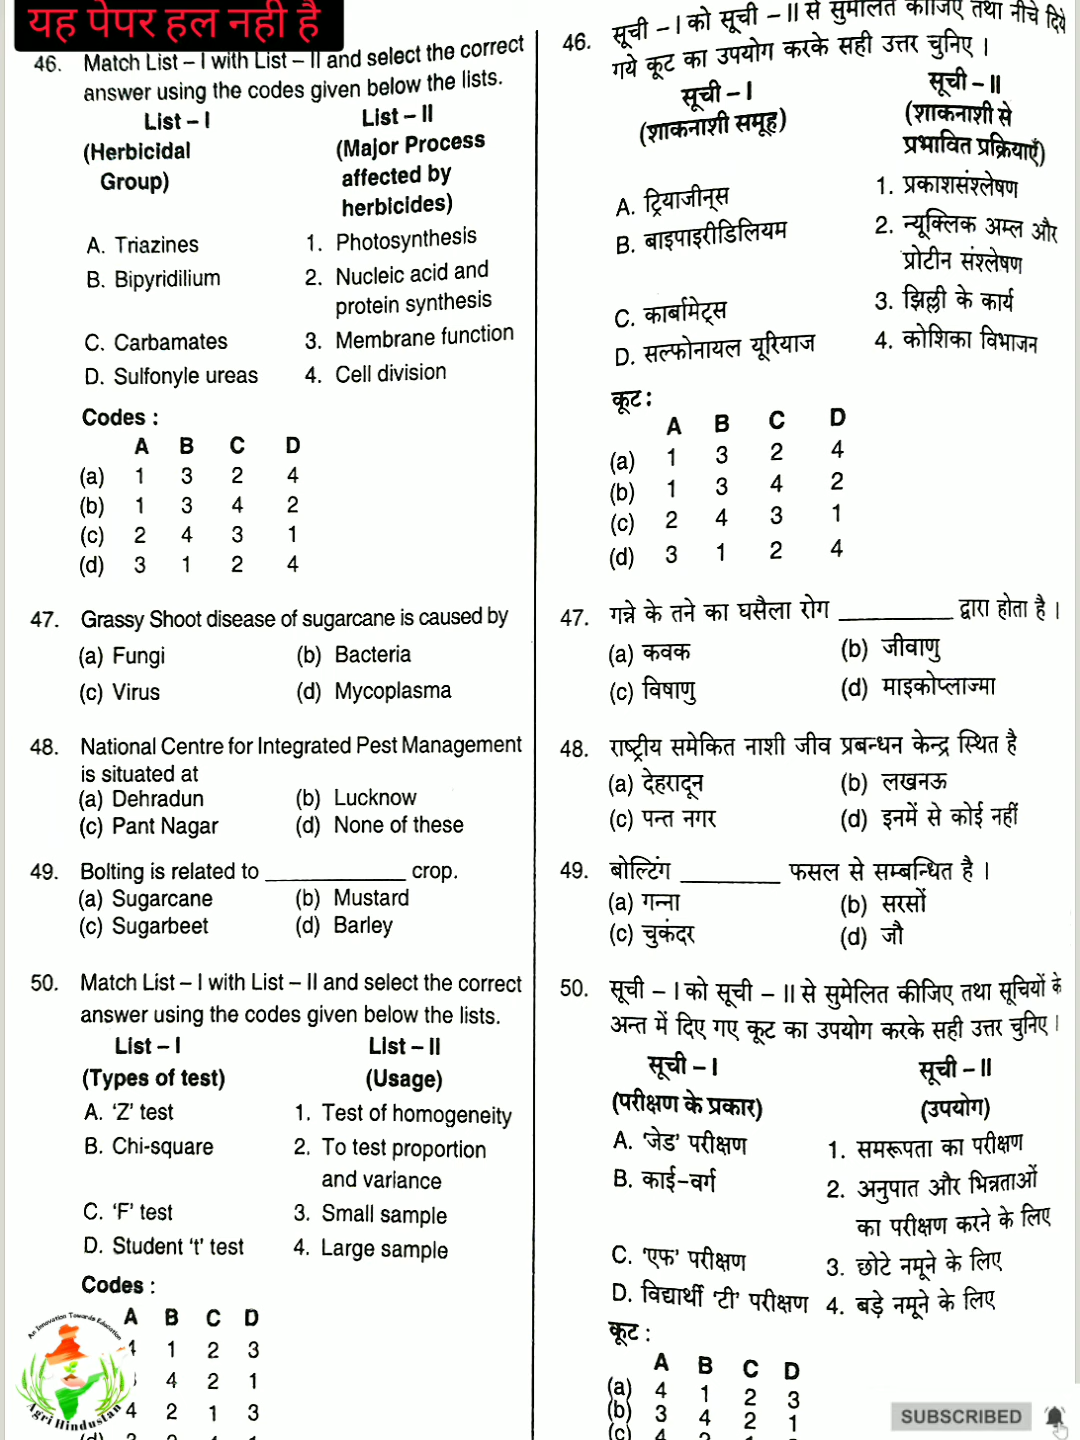 यह पेपर हल नही है
46. Match List – I with List – II and select the correct
answer using the codes given below the lists.
List – I List – II
(Herbicidal (Major Process
Group) affected by
herbicides)
A. Triazines 1. Photosynthesis
B. Bipyridilium 2. Nucleic acid and
protein synthesis
C. Carbamates 3. Membrane function
D. Sulfonyle ureas 4. Cell division
Codes :
A B C D
(a) 1 3 2 4
(b) 1 3 4 2
(c) 2 4 3 1
(d) 3 1 2 4
47. Grassy Shoot disease of sugarcane is caused by
(a) Fungi (b) Bacteria
(c) Virus (d) Mycoplasma
48. National Centre for Integrated Pest Management
is situated at
(a) Dehradun (b) Lucknow
(c) Pant Nagar (d) None of these
49. Bolting is related to ____________ crop.
(a) Sugarcane (b) Mustard
(c) Sugarbeet (d) Barley
50. Match List – I with List – II and select the correct
answer using the codes given below the lists.
List – I List – II
(Types of test) (Usage)
A. ‘Z’ test 1. Test of homogeneity
B. Chi-square 2. To test proportion
and variance
C. ‘F’ test 3. Small sample
D. Student ‘t’ test 4. Large sample
Codes :
A B C D
4 1 2 3
4 2 1
4 2 1 3
46. सूची – I को सूची – II से सुमेलित कीजिए तथा नीचे दिये
गये कूट का उपयोग करके सही उत्तर चुनिए ।
सूची – I सूची – II
(शाकनाशी समूह) (शाकनाशी से
प्रभावित प्रक्रियाएँ)
A. ट्रियाजीन्स 1. प्रकाशसंश्लेषण
B. बाइपाइरीडिलियम 2. न्यूक्लिक अम्ल और
प्रोटीन संश्लेषण
C. कार्बामेट्स 3. झिल्ली के कार्य
D. सल्फोनायल यूरियाज 4. कोशिका विभाजन
कूट :
A B C D
(a) 1 3 2 4
(b) 1 3 4 2
(c) 2 4 3 1
(d) 3 1 2 4
47. गन्ने के तने का घसैला रोग __________ द्वारा होता है ।
(a) कवक (b) जीवाणु
(c) विषाणु (d) माइकोप्लाज्मा
48. राष्ट्रीय समेकित नाशी जीव प्रबन्धन केन्द्र स्थित है
(a) देहरादून (b) लखनऊ
(c) पन्त नगर (d) इनमें से कोई नहीं
49. बोल्टिंग _________ फसल से सम्बन्धित है ।
(a) गन्ना (b) सरसों
(c) चुकंदर (d) जौ
50. सूची – I को सूची – II से सुमेलित कीजिए तथा सूचियों के
अन्त में दिए गए कूट का उपयोग करके सही उत्तर चुनिए ।
सूची – I सूची – II
(परीक्षण के प्रकार) (उपयोग)
A. ‘जेड’ परीक्षण 1. समरूपता का परीक्षण
B. काई-वर्ग 2. अनुपात और भिन्नताओं
का परीक्षण करने के लिए
C. ‘एफ’ परीक्षण 3. छोटे नमूने के लिए
D. विद्यार्थी ‘टी’ परीक्षण 4. बड़े नमूने के लिए
कूट :
A B C D
(a) 4 1 2 3
(b) 3 4 2 1
(c) 4
An Innovation Towards Education
Agri Hindustan
SUBSCRIBED